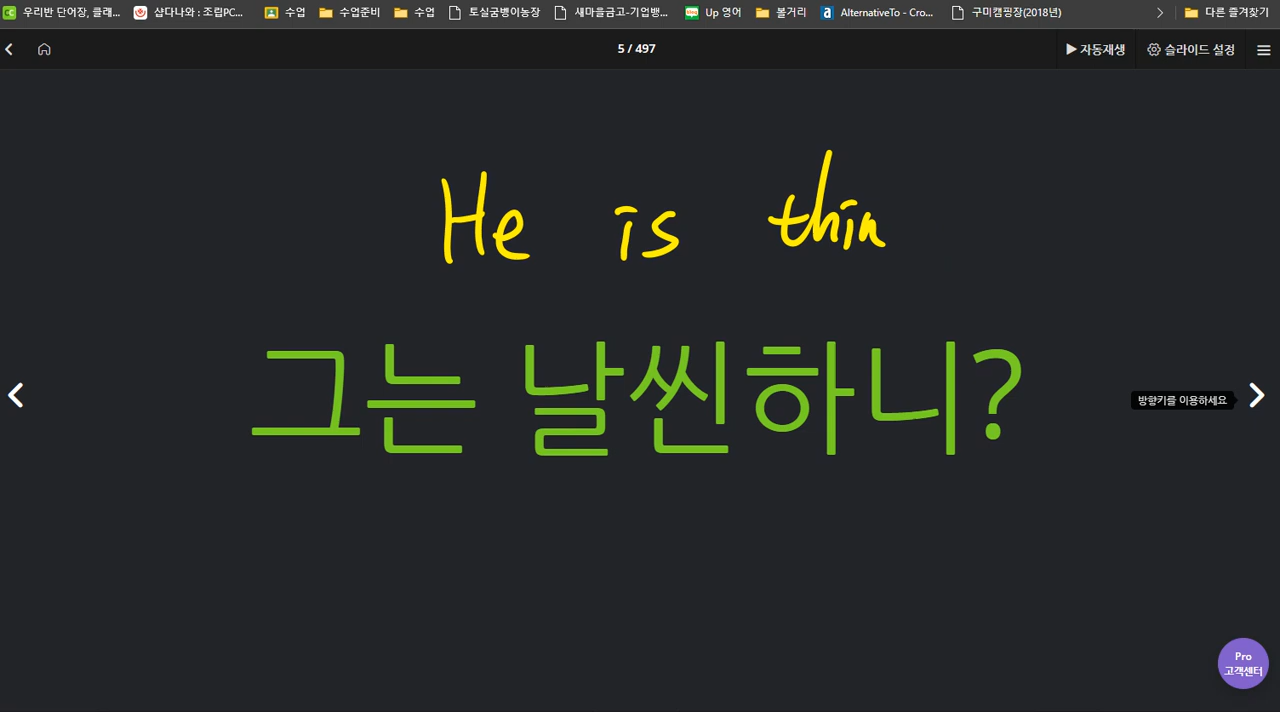 우리반 단어장, 클래... 샵다나와 : 조립PC... 수업 수업준비 수업 토실굼벵이농장 새마을금고-기업뱅... Up 영어 볼거리 AlternativeTo - Cro... 구미캠핑장(2018년) 다른 즐겨찾기
5 / 497 자동재생 슬라이드 설정
He is thin
그는 날씬하니?
방향키를 이용하세요
Pro
고객센터